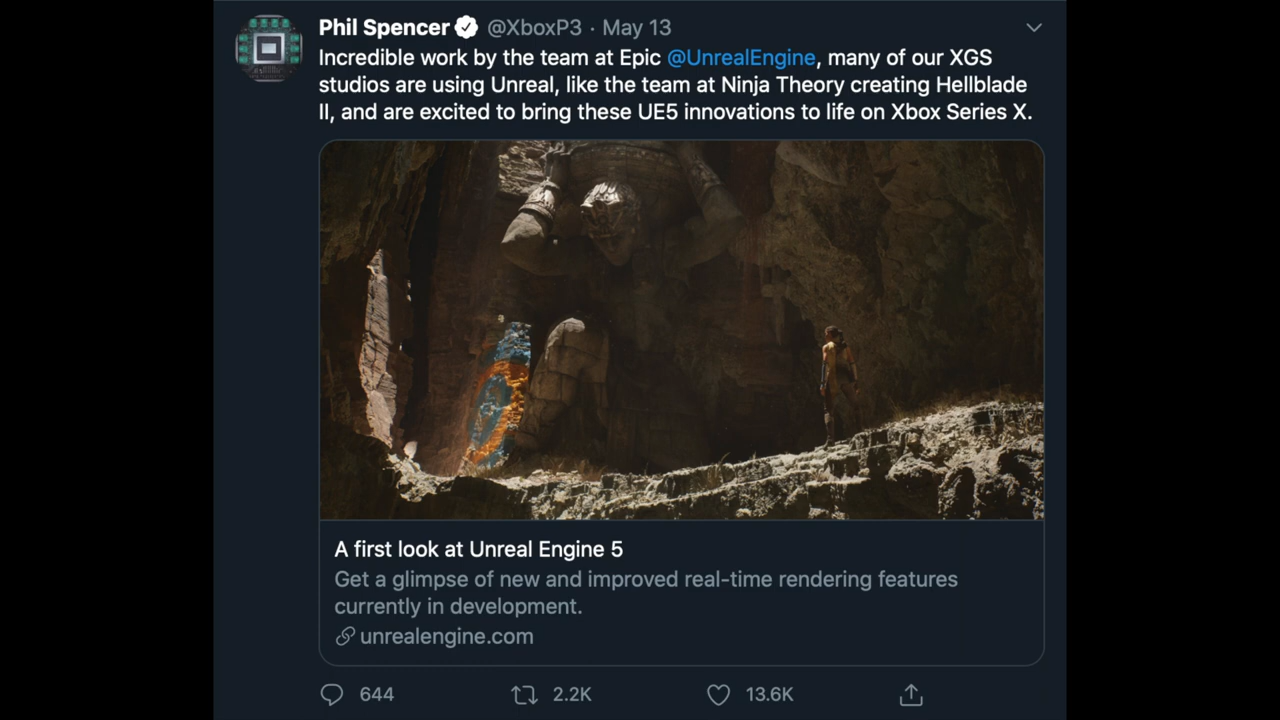 Phil Spencer @XboxP3 · May 13
Incredible work by the team at Epic @UnrealEngine, many of our XGS
studios are using Unreal, like the team at Ninja Theory creating Hellblade
II, and are excited to bring these UE5 innovations to life on Xbox Series X.
A first look at Unreal Engine 5
Get a glimpse of new and improved real-time rendering features
currently in development.
unrealengine.com
644 2.2K 13.6K